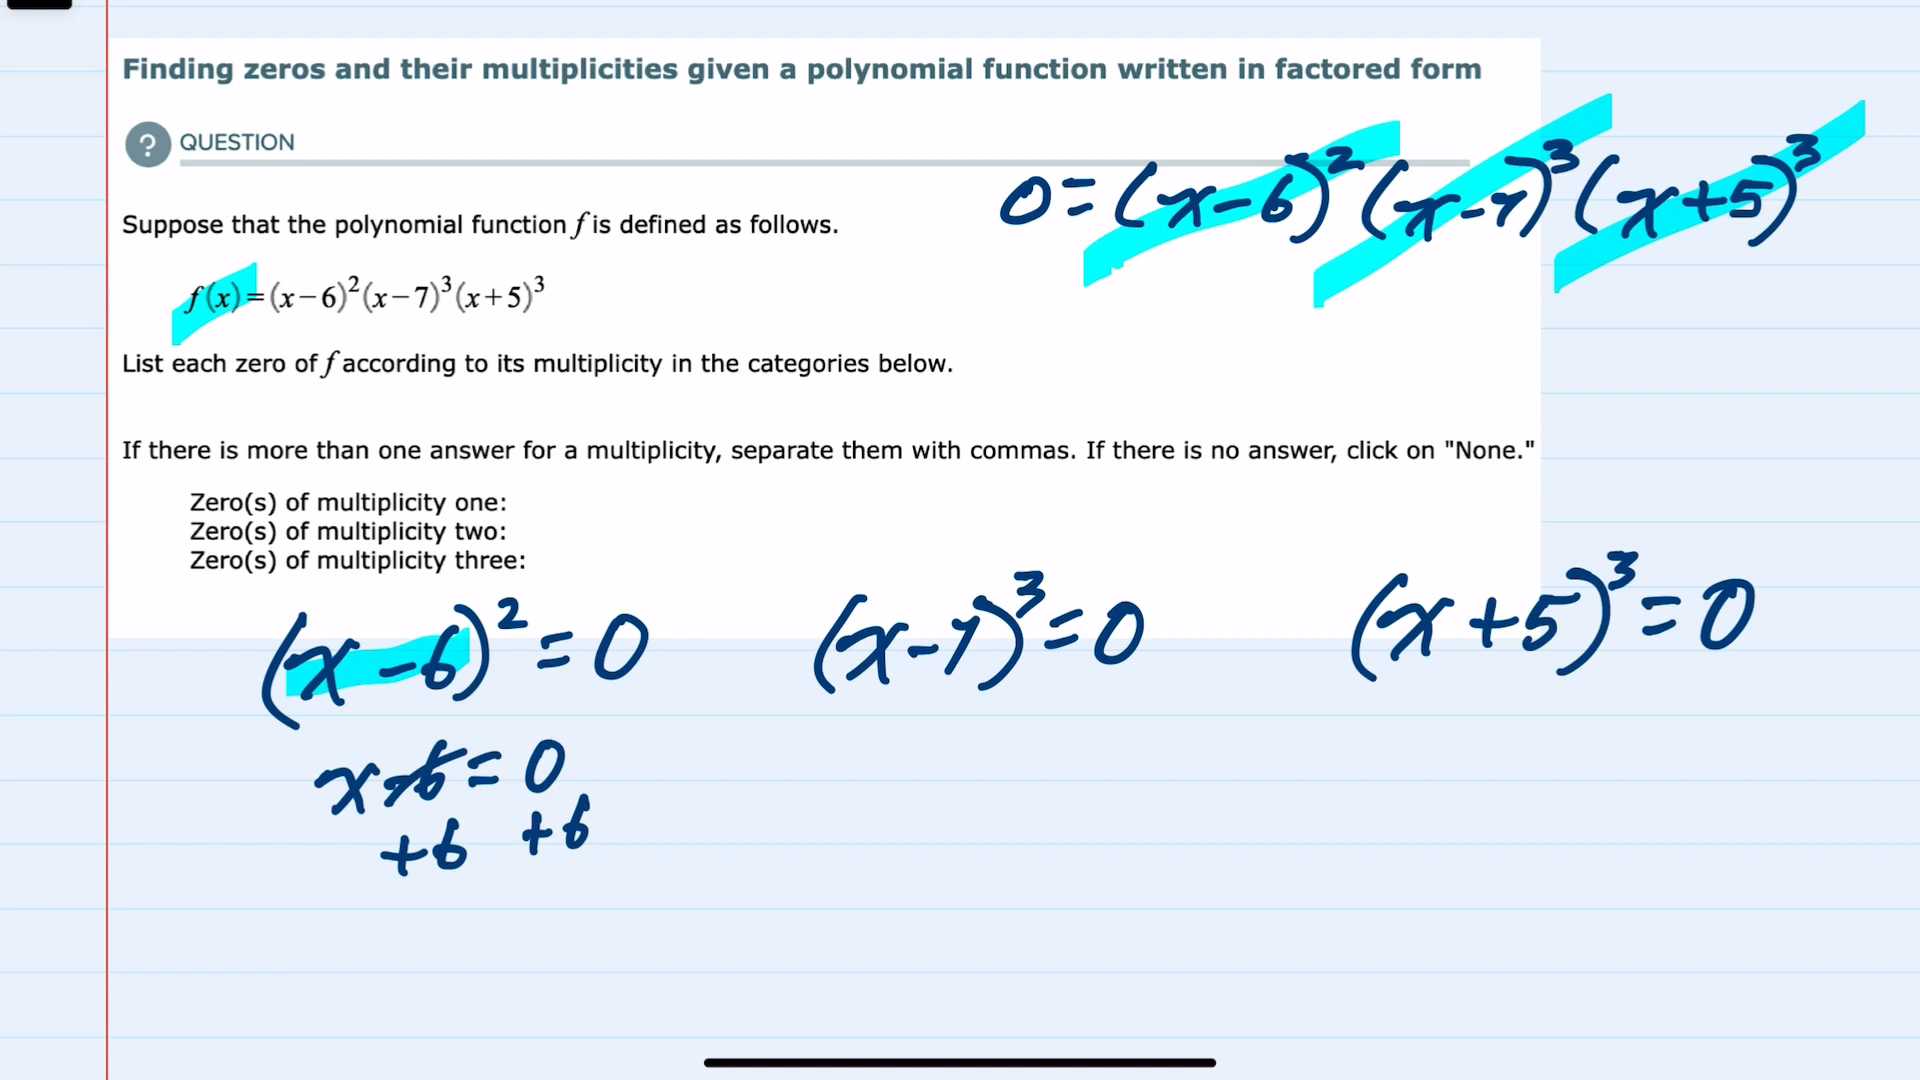 Finding zeros and their multiplicities given a polynomial function written in factored form
? QUESTION
0=(x-6)²(x-7)³(x+5)³
Suppose that the polynomial function f is defined as follows.
f(x)=(x-6)²(x-7)³(x+5)³
List each zero of f according to its multiplicity in the categories below.
If there is more than one answer for a multiplicity, separate them with commas. If there is no answer, click on "None."
Zero(s) of multiplicity one:
Zero(s) of multiplicity two:
Zero(s) of multiplicity three:
(x-6)²=0 (x-7)³=0 (x+5)³=0
x-6=0
+6 +6